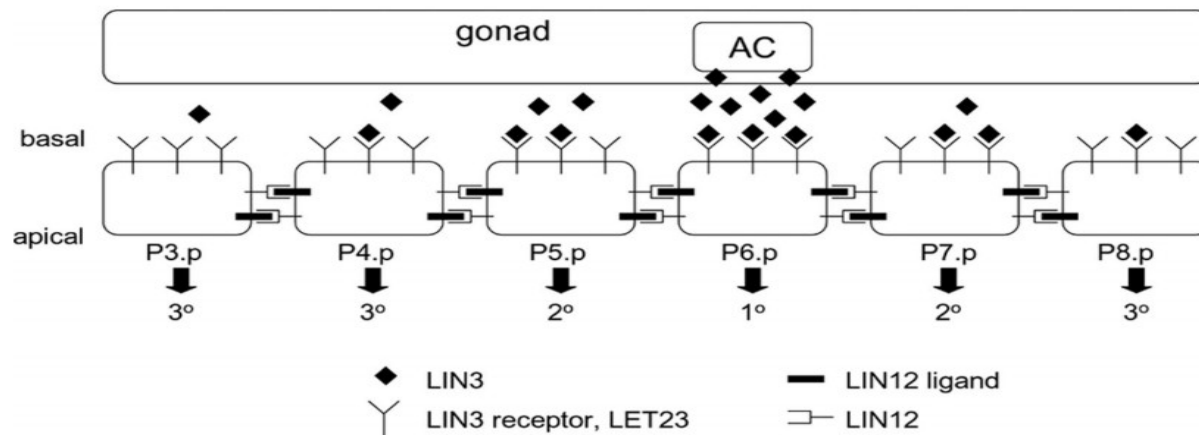 gonad
AC
basal
apical
P3.p P4.p P5.p P6.p P7.p P8.p
3º 3º 2º 1º 2º 3º
LIN3 LIN12 ligand
LIN3 receptor, LET23 LIN12